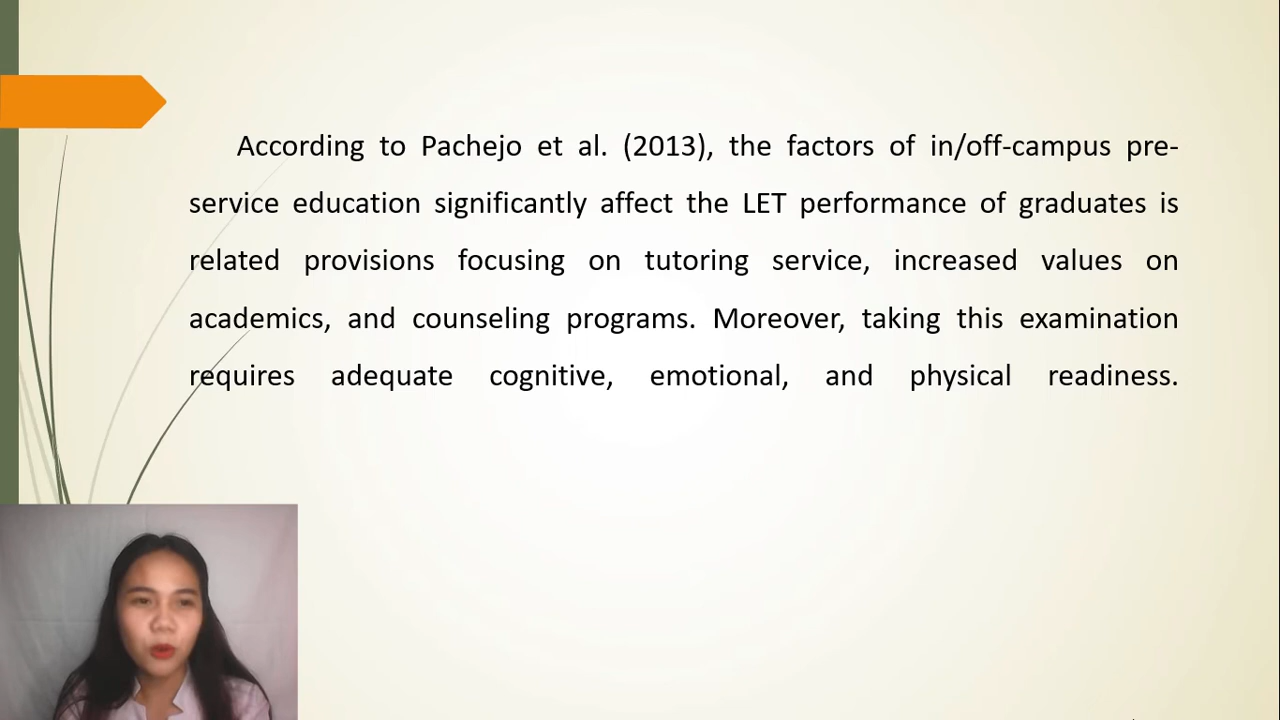 According to Pachejo et al. (2013), the factors of in/off-campus pre-
service education significantly affect the LET performance of graduates is
related provisions focusing on tutoring service, increased values on
academics, and counseling programs. Moreover, taking this examination
requires adequate cognitive, emotional, and physical readiness.